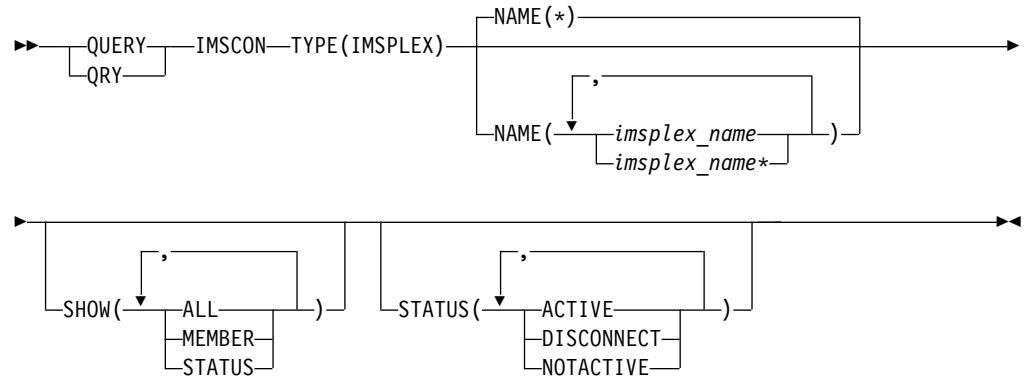 NAME(*)
QUERY IMSCON TYPE(IMSPLEX)
QRY
,
NAME( imsplex_name )
imsplex_name*
, ,
SHOW( ALL ) STATUS( ACTIVE )
MEMBER DISCONNECT
STATUS NOTACTIVE